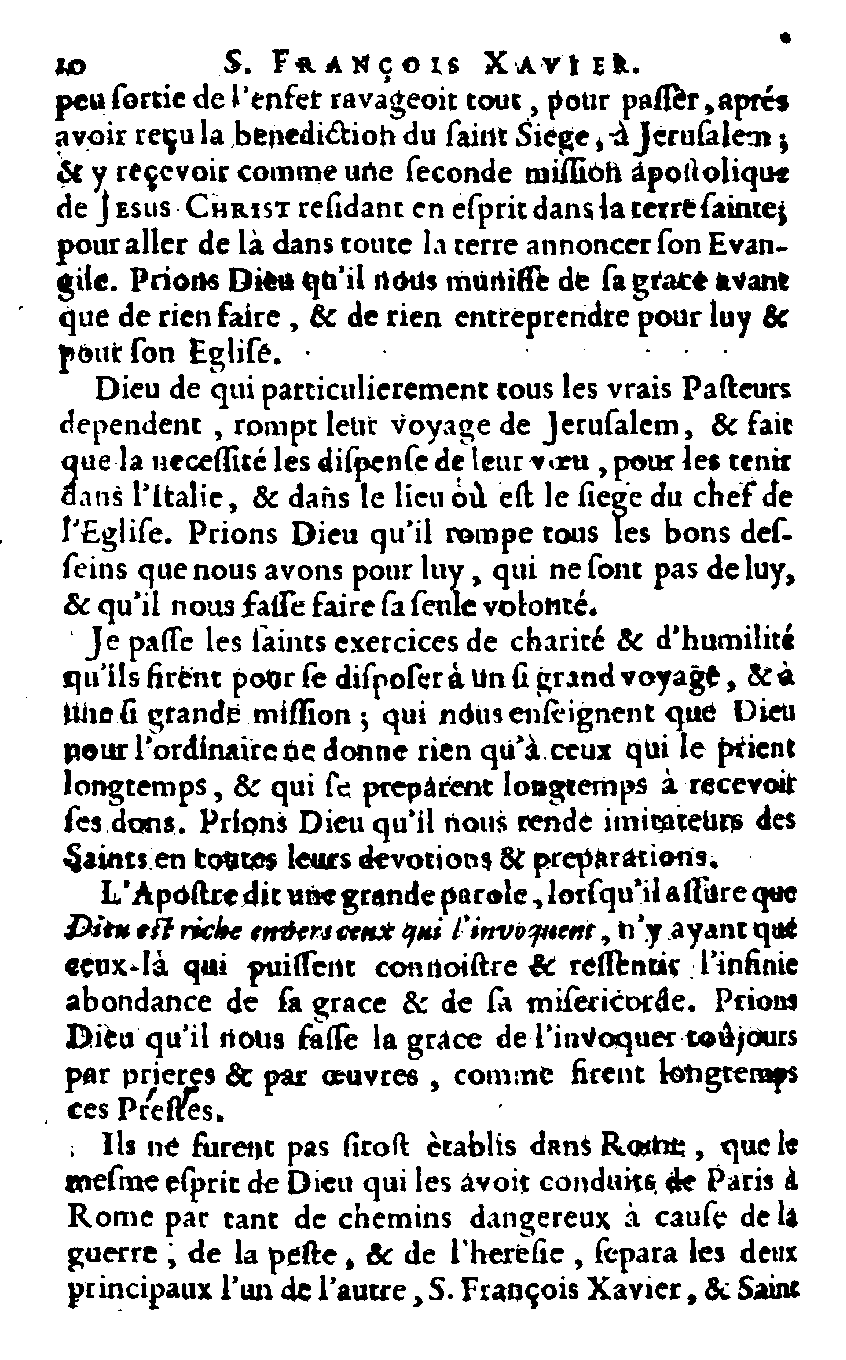 10 S. FRANÇOIS XAVIER.
peu ſortie de l'enfer ravageoit tout, pour paſſer, aprés
avoir reçu la benediction du ſaint Siege, à Jeruſalem;
& y reçevoir comme une ſeconde miſſion apoſtolique
de JESUS CHRIST reſidant en eſprit dans la terre ſainte;
pour aller de là dans toute la terre annoncer ſon Evan-
gile. Prions Dieu qu'il nous muniſſe de ſa grace avant
que de rien faire, & de rien entreprendre pour luy &
pour ſon Egliſe.
Dieu de qui particulierement tous les vrais Paſteurs
dependent, rompt leur voyage de Jeruſalem, & fait
que la neceſſité les diſpenſe de leur vœu, pour les tenir
dans l'Italie, & dans le lieu où eſt le ſiege du chef de
l'Egliſe. Prions Dieu qu'il rompe tous les bons deſ-
ſeins que nous avons pour luy, qui ne ſont pas de luy,
& qu'il nous faſſe faire ſa ſeule volonté.
Je paſſe les ſaints exercices de charité & d'humilité
qu'ils firent pour ſe diſpoſer à un ſi grand voyage, & à
une ſi grande miſſion; qui nous enſeignent que Dieu
pour l'ordinaire ne donne rien qu'à ceux qui le prient
longtemps, & qui ſe preparent longtemps à recevoir
ſes dons. Prions Dieu qu'il nous rende imitateurs des
Saints en toutes leurs devotions & preparations.
L'Apoſtre dit une grande parole, lorſqu'il aſſure que
Dieu eſt riche envers ceux qui l'invoquent, n'y ayant que
ceux-là qui puiſſent connoiſtre & reſſentir l'infinie
abondance de ſa grace & de ſa miſericorde. Prions
Dieu qu'il nous faſſe la grace de l'invoquer toûjours
par prieres & par œuvres, comme firent longtemps
ces Preſtres.
Ils ne furent pas ſitoſt ètablis dans Rome, que le
meſme eſprit de Dieu qui les avoit conduits de Paris à
Rome par tant de chemins dangereux à cauſe de la
guerre, de la peſte, & de l'hereſie, ſepara les deux
principaux l'un de l'autre, S. François Xavier, & Saint